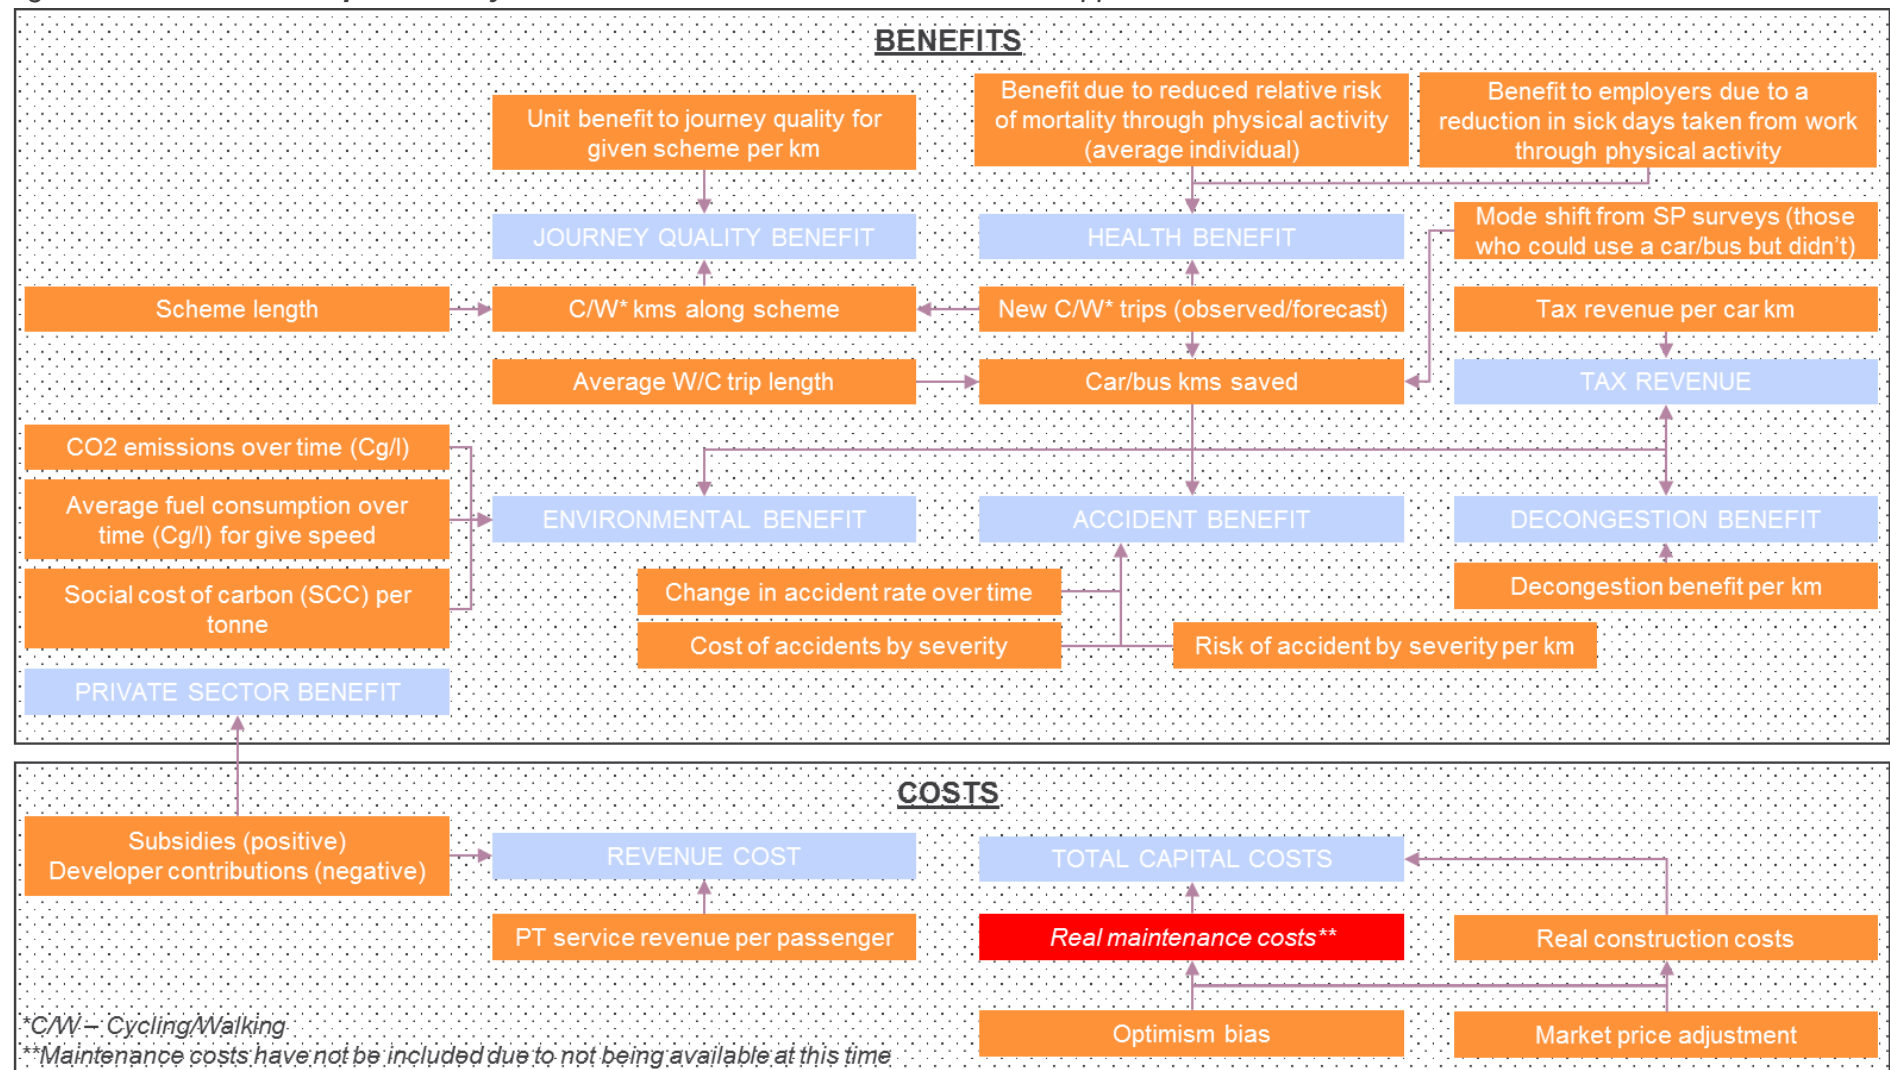 BENEFITS
Unit benefit to journey quality for
given scheme per km
Benefit due to reduced relative risk
of mortality through physical activity
(average individual)
Benefit to employers due to a
reduction in sick days taken from work
through physical activity
JOURNEY QUALITY BENEFIT
HEALTH BENEFIT
Mode shift from SP surveys (those
who could use a car/bus but didn't)
Scheme length
C/W* kms along scheme
New C/W* trips (observed/forecast)
Tax revenue per car km
Average W/C trip length
Car/bus kms saved
TAX REVENUE
CO2 emissions over time (Cg/l)
Average fuel consumption over
time (Cg/l) for give speed
Social cost of carbon (SCC) per
tonne
ENVIRONMENTAL BENEFIT
ACCIDENT BENEFIT
DECONGESTION BENEFIT
Change in accident rate over time
Decongestion benefit per km
Cost of accidents by severity
Risk of accident by severity per km
PRIVATE SECTOR BENEFIT
COSTS
Subsidies (positive)
Developer contributions (negative)
REVENUE COST
TOTAL CAPITAL COSTS
PT service revenue per passenger
Real maintenance costs**
Real construction costs
Optimism bias
Market price adjustment
*C/W – Cycling/Walking
**Maintenance costs have not be included due to not being available at this time